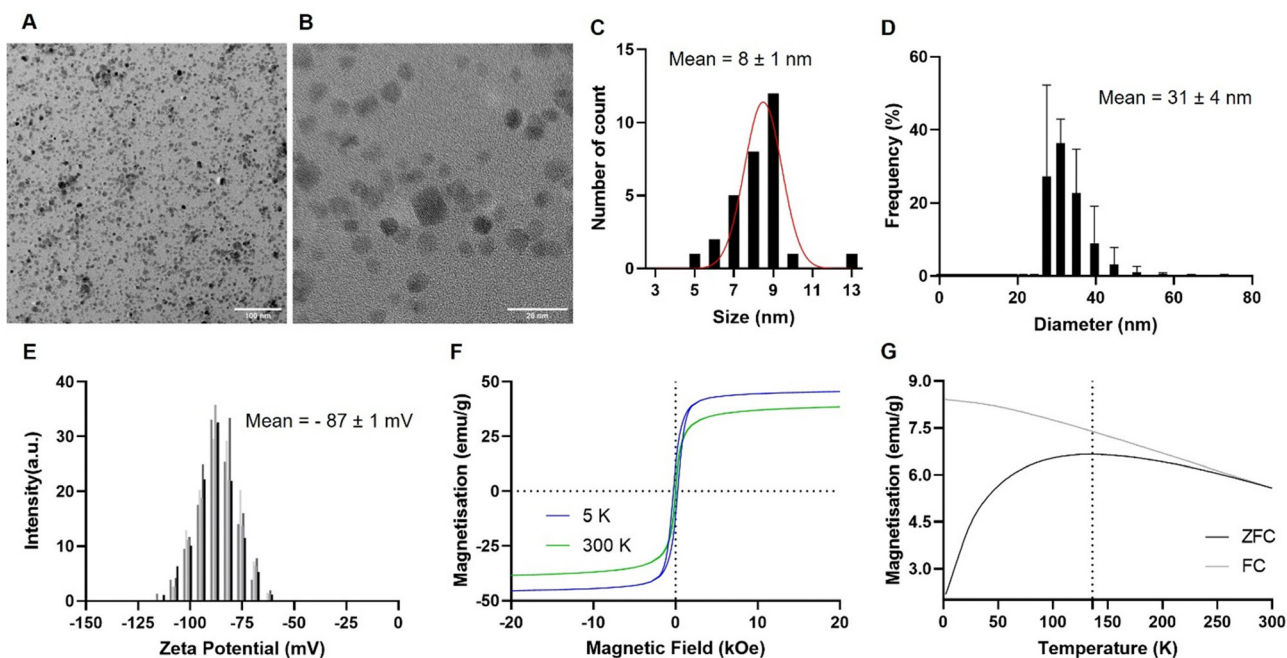 A
100 nm
B
20 nm
C
Mean = 8 ± 1 nm
Number of count
15
10
5
0
3 5 7 9 11 13
Size (nm)
D
Mean = 31 ± 4 nm
Frequency (%)
60
40
20
0
0 20 40 60 80
Diameter (nm)
E
Mean = - 87 ± 1 mV
Intensity(a.u.)
40
30
20
10
0
-150 -125 -100 -75 -50 -25 0
Zeta Potential (mV)
F
Magnetisation (emu/g)
50
25
0
-25
-50
5 K
300 K
-20 -10 0 10 20
Magnetic Field (kOe)
G
Magnetisation (emu/g)
9.0
7.5
6.0
4.5
3.0
ZFC
FC
0 50 100 150 200 250 300
Temperature (K)